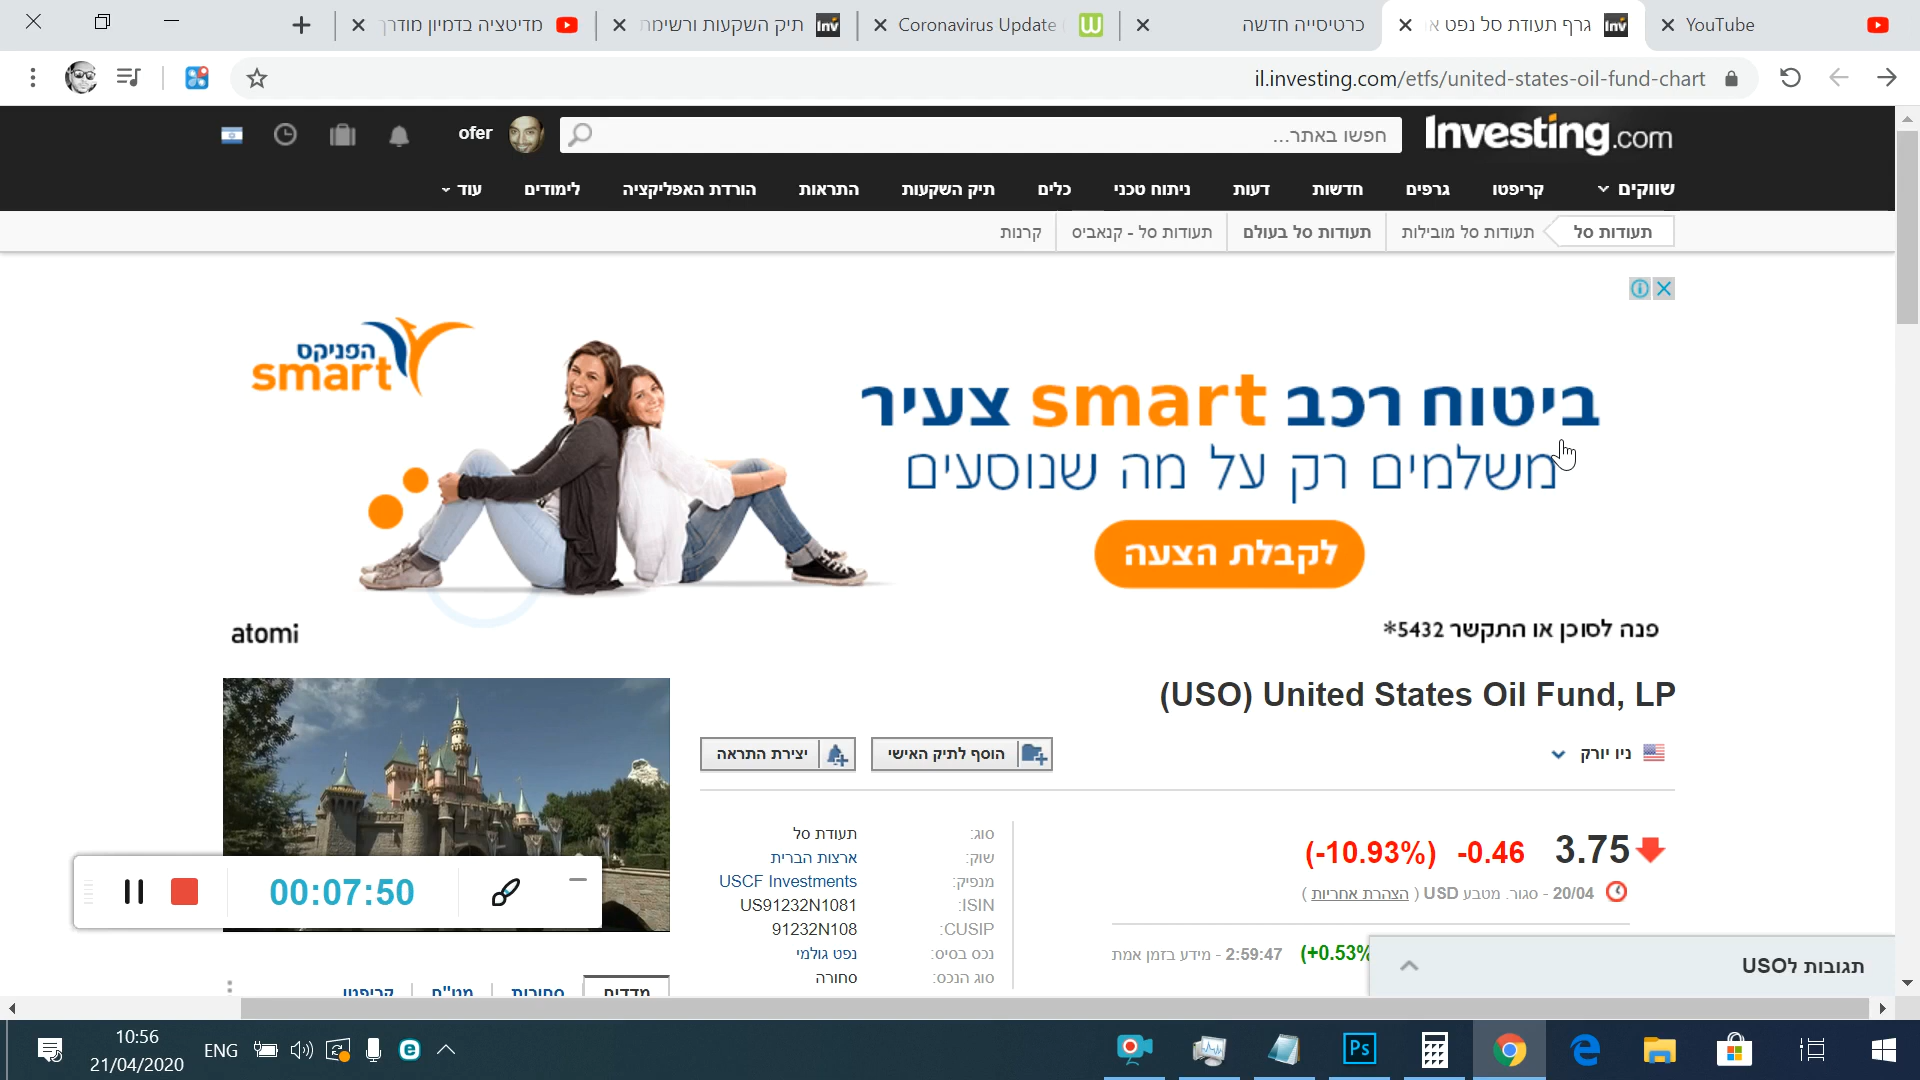 YouTube
גרף תעודת סל נפט א
כרטיסייה חדשה
Coronavirus Update
תיק השקעות ורשימת
מדיטציה בדמיון מודרך
il.investing.com/etfs/united-states-oil-fund-chart
Investing.com
חפשו באתר...
ofer
שווקים
קריפטו
גרפים
חדשות
דעות
ניתוח טכני
כלים
תיק השקעות
התראות
הורדת האפליקציה
לימודים
עוד
תעודות סל
תעודות סל מובילות
תעודות סל בעולם
תעודות סל - קנאביס
קרנות
הפניקס
smart
ביטוח רכב smart צעיר
משלמים רק על מה שנוסעים
לקבלת הצעה
פנה לסוכן או התקשר 5432*
atomi
(USO) United States Oil Fund, LP
ניו יורק
הוסף לתיק האישי
יצירת התראה
3.75 -0.46 (-10.93%)
20/04 - סגור. מטבע USD ( הצהרת אחריות )
(+0.53% 2:59:47 - מידע בזמן אמת
סוג: תעודת סל
שוק: ארצות הברית
מנפיק: USCF Investments
ISIN: US91232N1081
CUSIP: 91232N108
נכס בסיס: נפט גולמי
סוג הנכס: סחורה
תגובות לUSO
00:07:50
מדדים
סחורות
מט"ח
קריפטו
Ps
ENG
10:56
21/04/2020